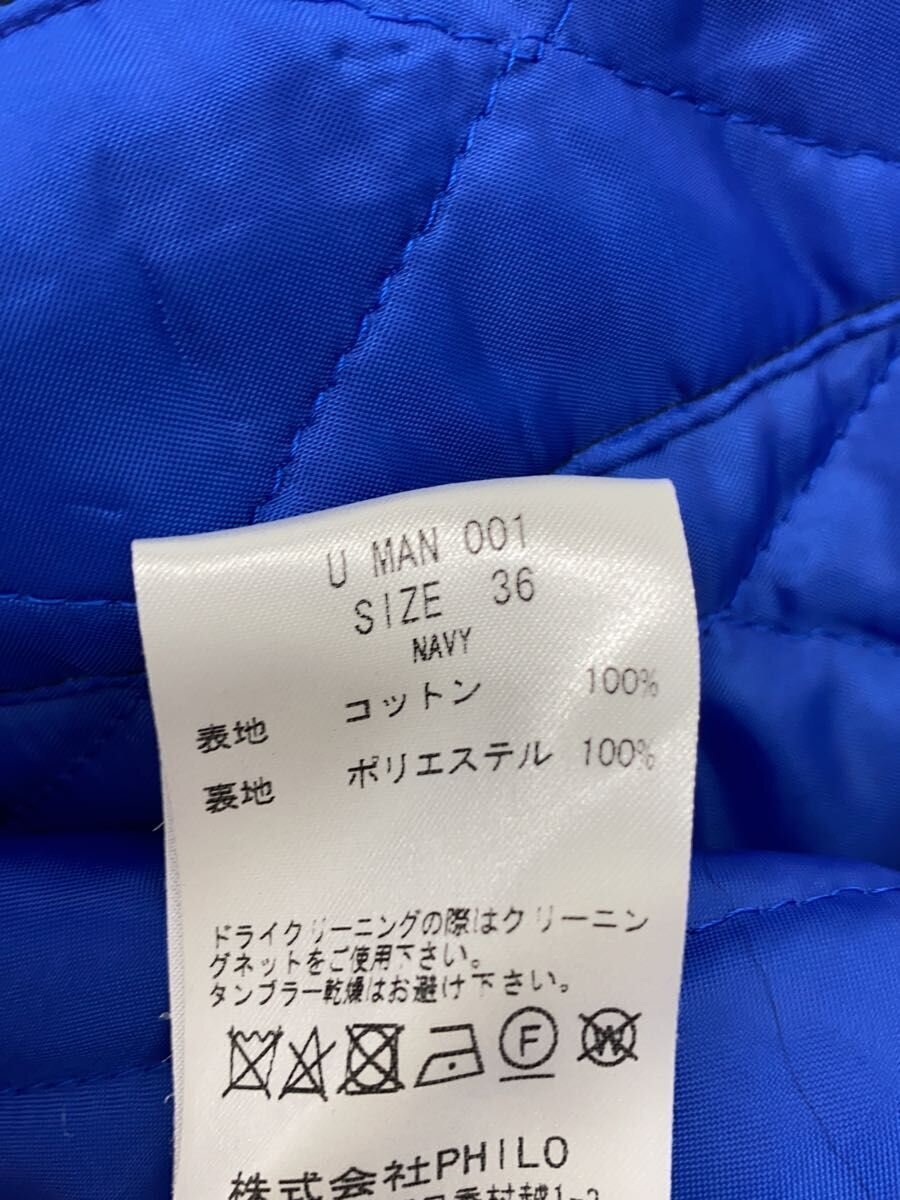 U MAN 001
SIZE 36
NAVY
表地 コットン 100%
裏地 ポリエステル 100%
ドライクリーニングの際はクリーニン
グネットをご使用下さい。
タンブラー乾燥はお避け下さい。
F W
株式会社PHILO